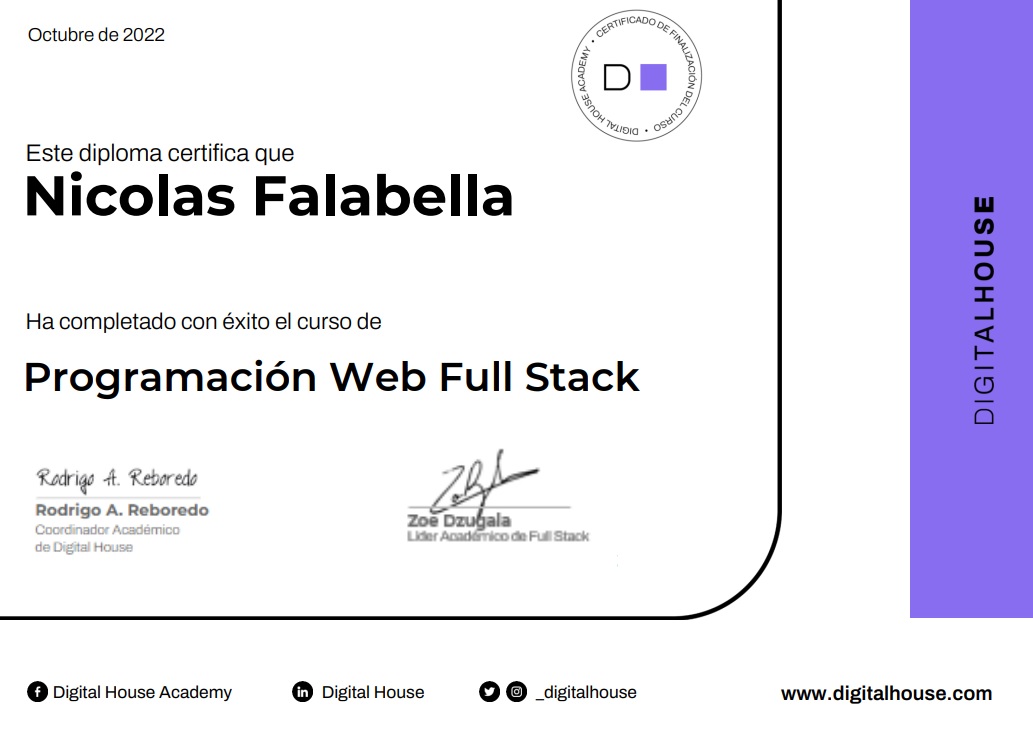 Octubre de 2022
CERTIFICADO DE FINALIZACIÓN DEL CURSO • DIGITAL HOUSE ACADEMY •
D
Este diploma certifica que
Nicolas Falabella
Ha completado con éxito el curso de
Programación Web Full Stack
Rodrigo A. Reboredo
Rodrigo A. Reboredo
Coordinador Académico
de Digital House
Zoe Dzugala
Líder Académico de Full Stack
DIGITALHOUSE
Digital House Academy
Digital House
_digitalhouse
www.digitalhouse.com